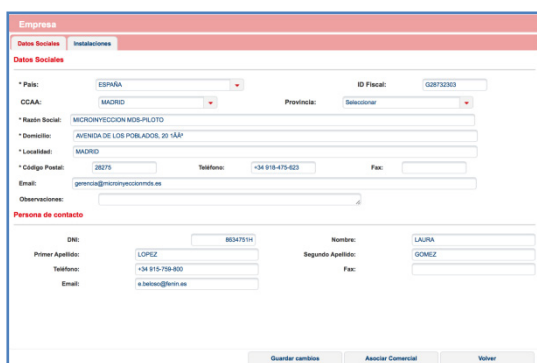 Empresa
Datos Sociales Instalaciones
Datos Sociales
* País: ESPAÑA ID Fiscal: G28732303
CCAA: MADRID Provincia: Seleccionar
* Razón Social: MICROINYECCION MDS-PILOTO
* Domicilio: AVENIDA DE LOS POBLADOS, 20 1ÃÂª
* Localidad: MADRID
* Código Postal: 28275 Teléfono: +34 918-475-623 Fax:
Email: gerencia@microinyeccionmds.es
Observaciones:
Persona de contacto
DNI: 8634751H Nombre: LAURA
Primer Apellido: LOPEZ Segundo Apellido: GOMEZ
Teléfono: +34 915-759-800 Fax:
Email: e.beloso@fenin.es
Guardar cambios Asociar Comercial Volver